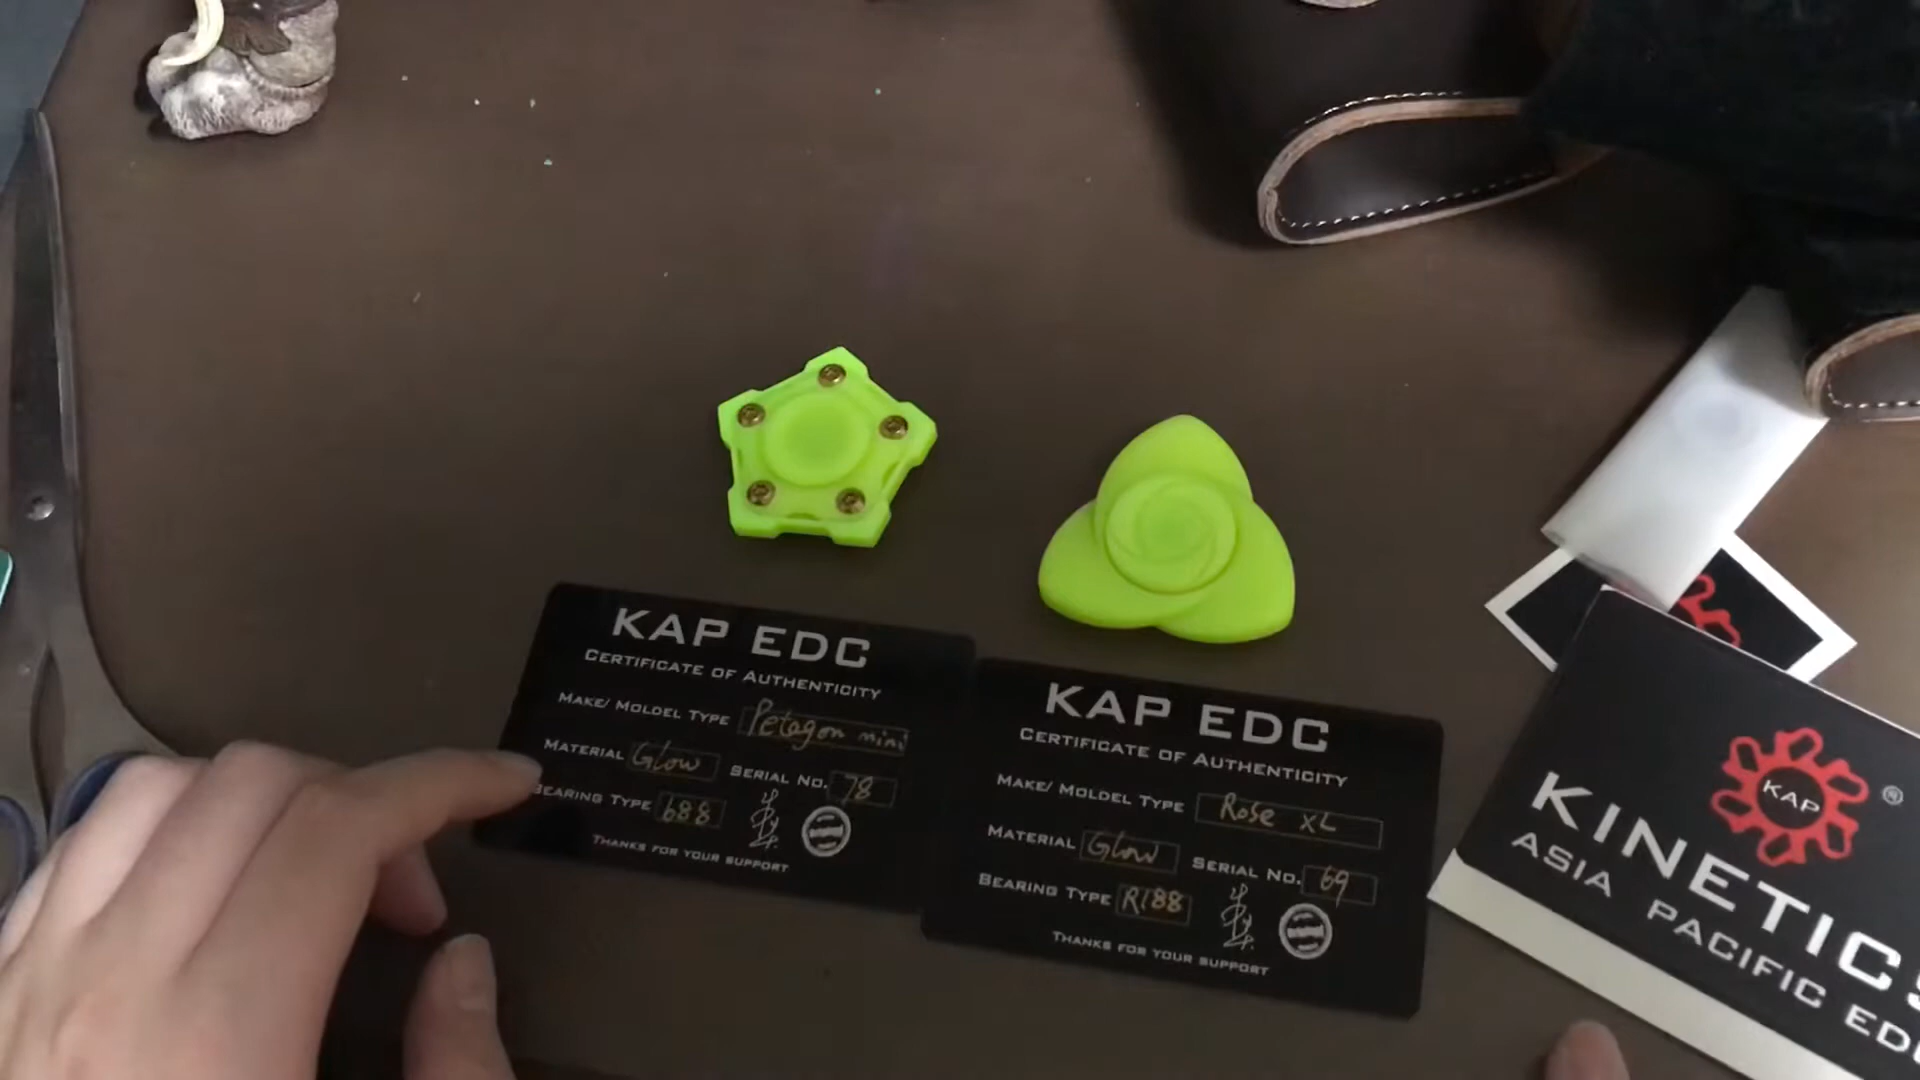 KAP EDC
CERTIFICATE OF AUTHENTICITY
MAKE/ MOLDEL TYPE Petagon mini
MATERIAL Glow SERIAL NO. 78
BEARING TYPE 688
THANKS FOR YOUR SUPPORT
KAP EDC
CERTIFICATE OF AUTHENTICITY
MAKE/ MOLDEL TYPE Rose XL
MATERIAL Glow SERIAL NO. 69
BEARING TYPE R188
THANKS FOR YOUR SUPPORT
KAP ®
KINETICS
ASIA PACIFIC EDC